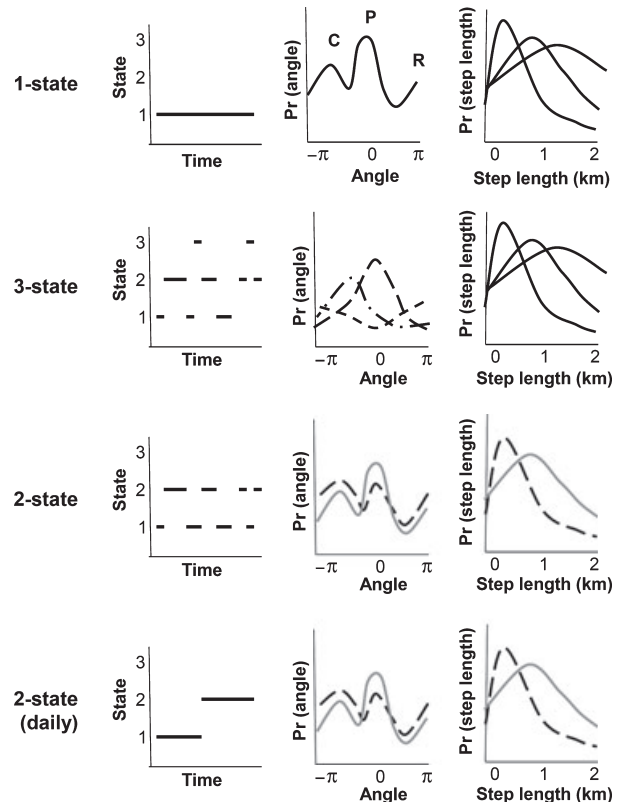 1-state
State
3
2
1
Time
Pr (angle)
C
P
R
–π
0
π
Angle
Pr (step length)
0
1
2
Step length (km)
3-state
State
3
2
1
Time
Pr (angle)
–π
0
π
Angle
Pr (step length)
0
1
2
Step length (km)
2-state
State
3
2
1
Time
Pr (angle)
–π
0
π
Angle
Pr (step length)
0
1
2
Step length (km)
2-state
(daily)
State
3
2
1
Time
Pr (angle)
–π
0
π
Angle
Pr (step length)
0
1
2
Step length (km)